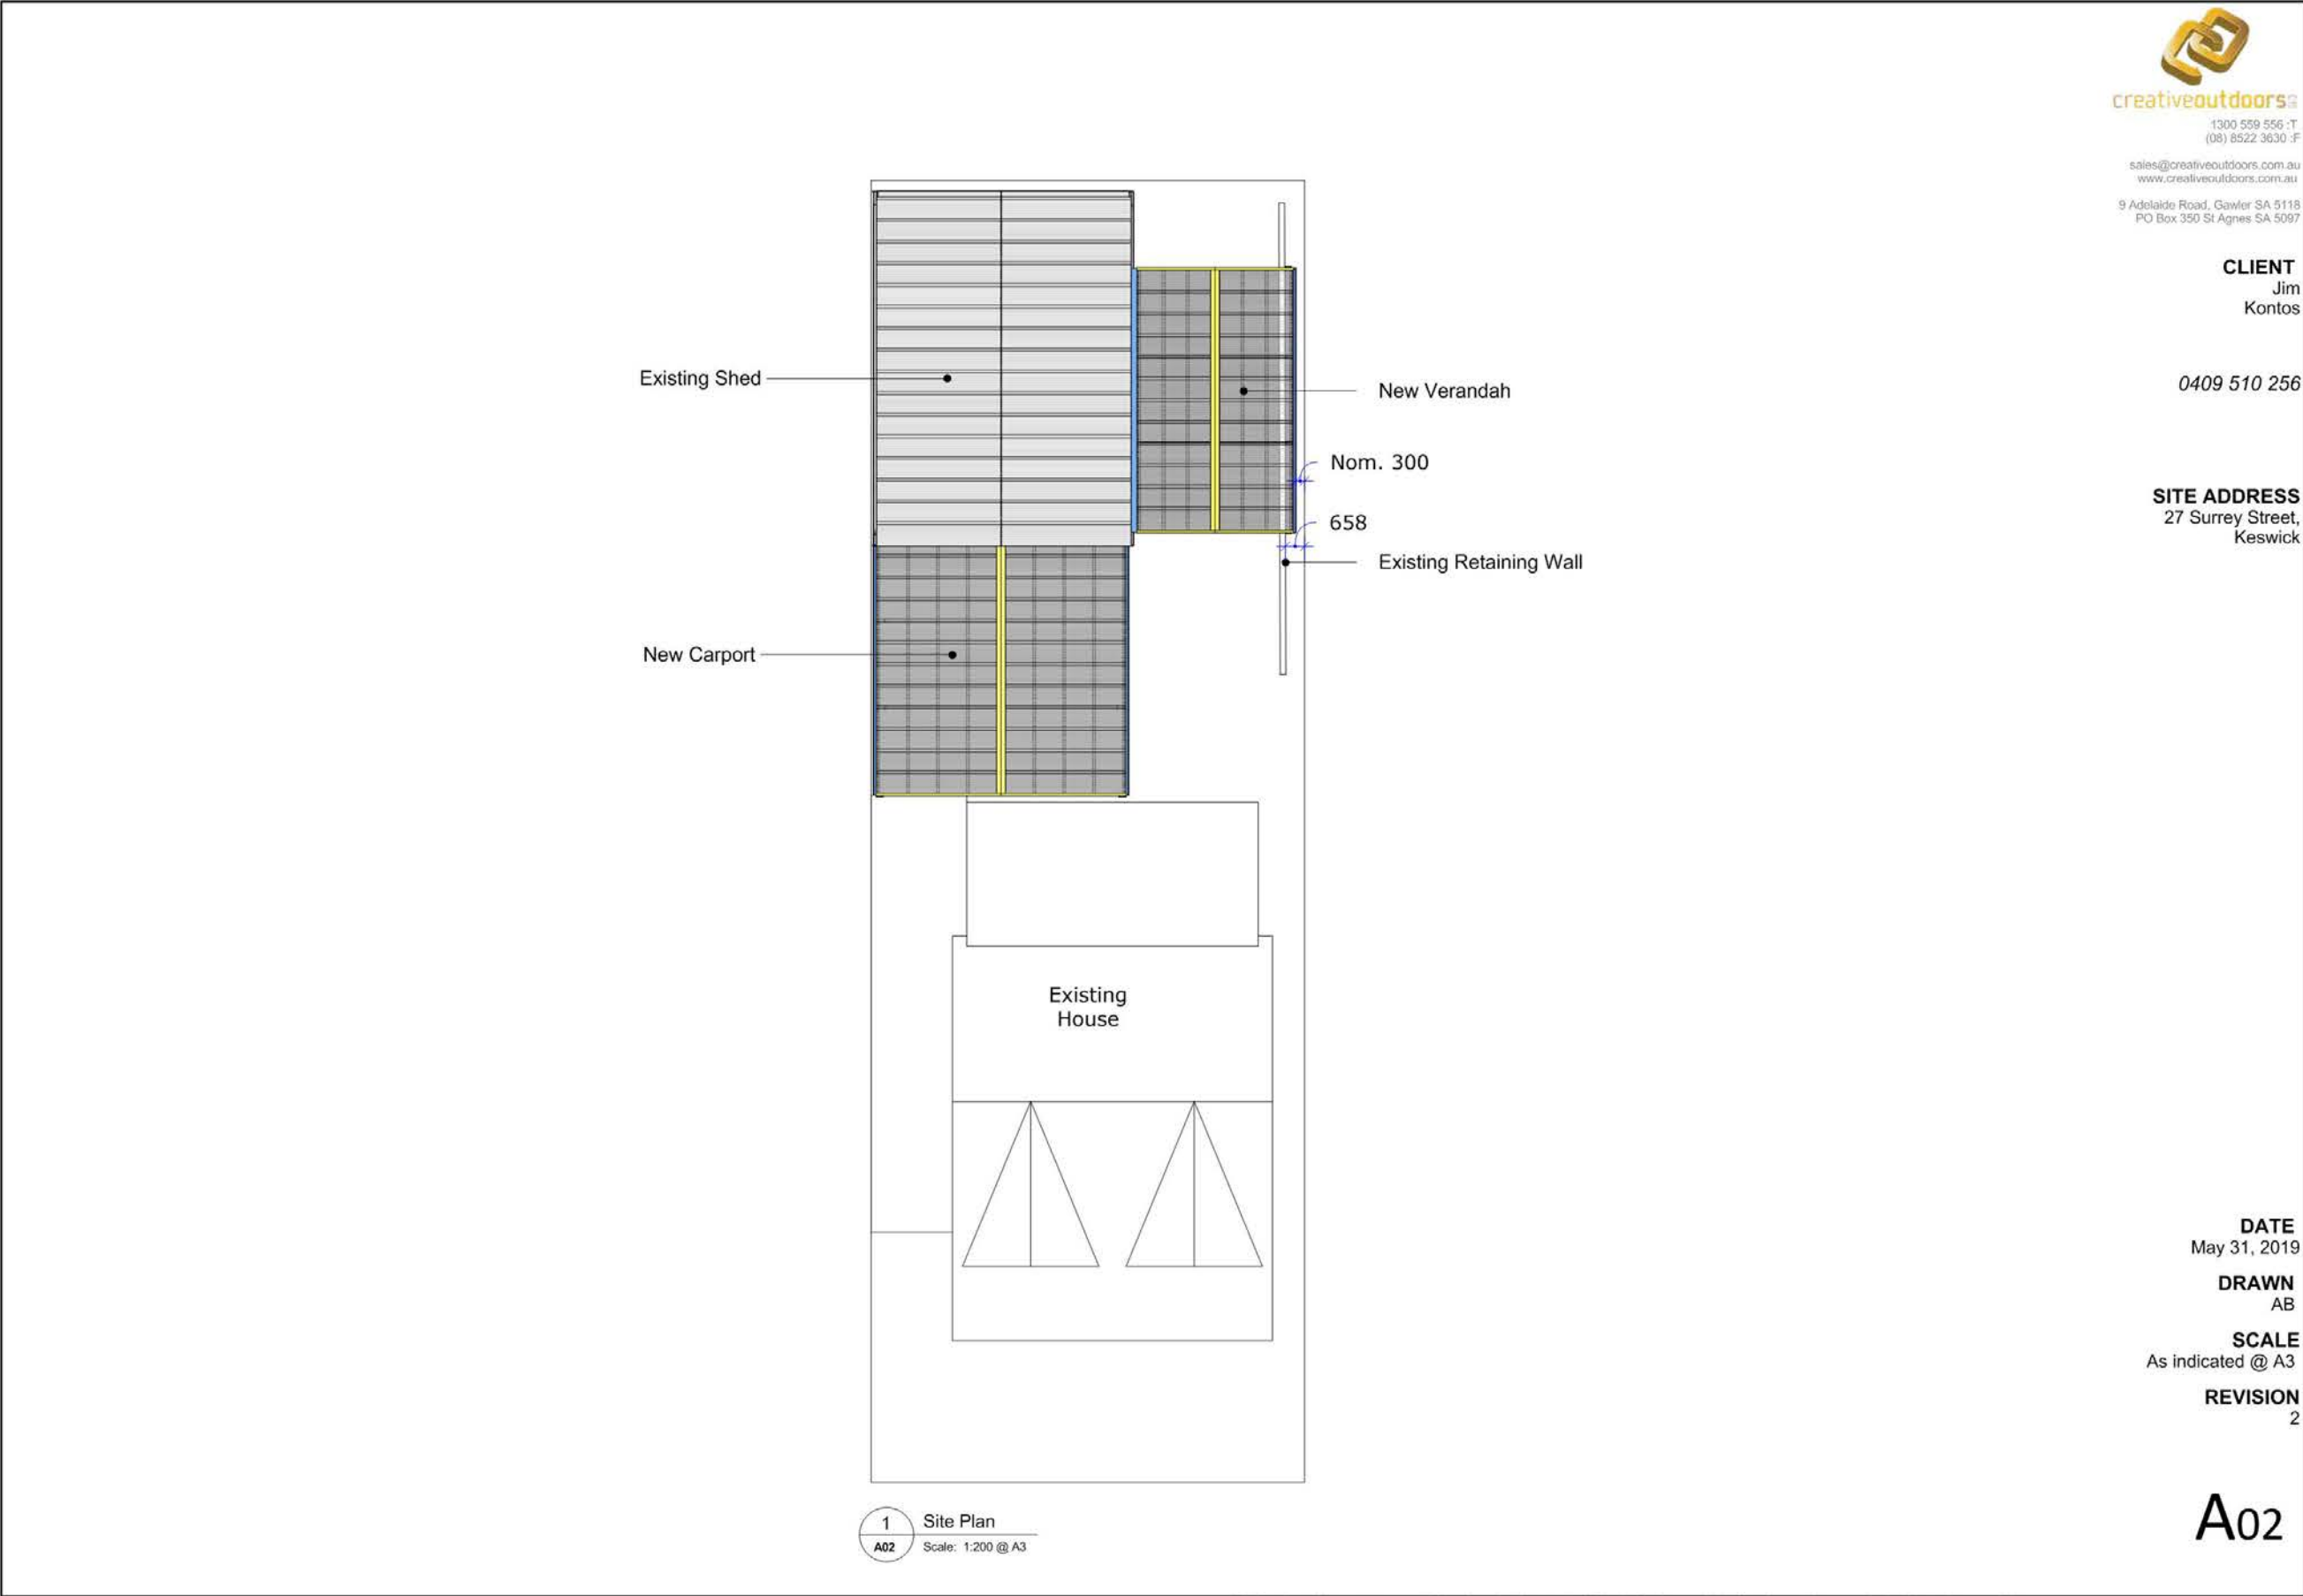 creativeoutdoors
1300 559 556 :T
(08) 8522 3630 :F
sales@creativeoutdoors.com.au
www.creativeoutdoors.com.au
9 Adelaide Road, Gawler SA 5118
PO Box 350 St Agnes SA 5097
CLIENT
Jim
Kontos
0409 510 256
SITE ADDRESS
27 Surrey Street,
Keswick
Existing Shed
New Verandah
Nom. 300
658
Existing Retaining Wall
New Carport
Existing
House
DATE
May 31, 2019
DRAWN
AB
SCALE
As indicated @ A3
REVISION
2
1
A02
Site Plan
Scale: 1:200 @ A3
A02